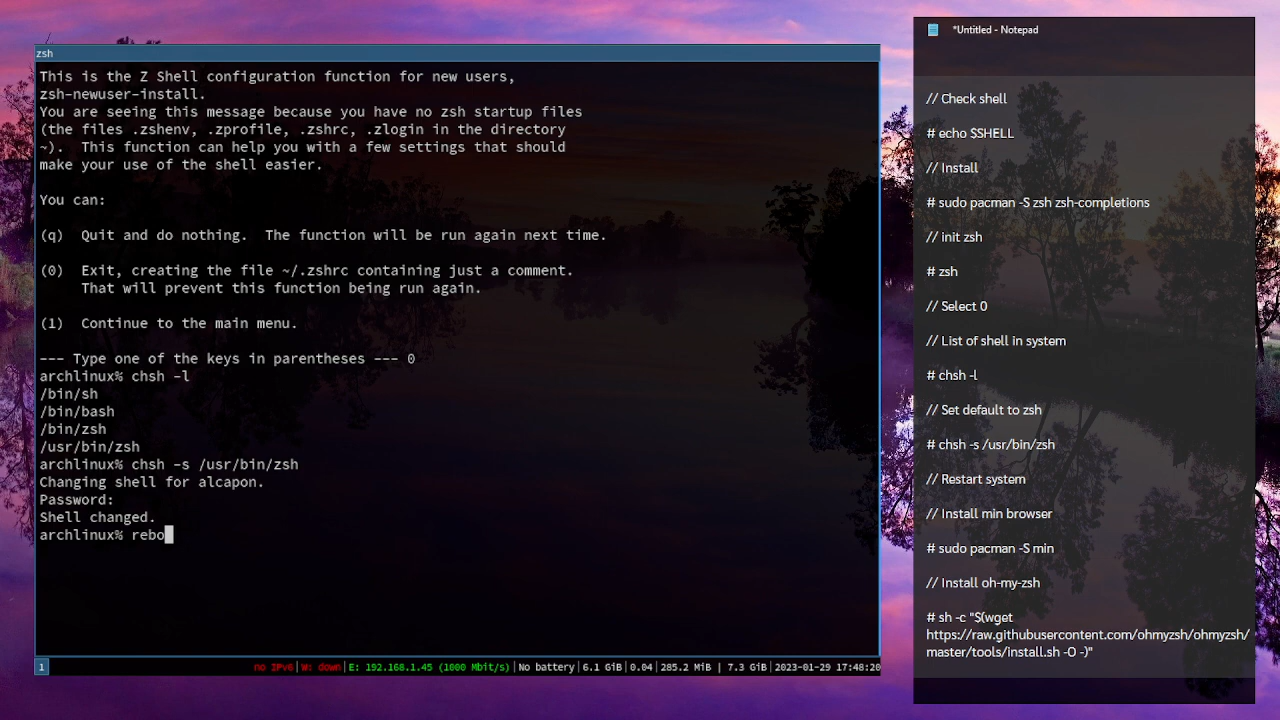 zsh
This is the Z Shell configuration function for new users,
zsh-newuser-install.
You are seeing this message because you have no zsh startup files
(the files .zshenv, .zprofile, .zshrc, .zlogin in the directory
~).  This function can help you with a few settings that should
make your use of the shell easier.
You can:
(q)  Quit and do nothing.  The function will be run again next time.
(0)  Exit, creating the file ~/.zshrc containing just a comment.
     That will prevent this function being run again.
(1)  Continue to the main menu.
--- Type one of the keys in parentheses --- 0
archlinux% chsh -l
/bin/sh
/bin/bash
/bin/zsh
/usr/bin/zsh
archlinux% chsh -s /usr/bin/zsh
Changing shell for alcapon.
Password:
Shell changed.
archlinux% rebo
1
no IPv6|W: down|E: 192.168.1.45 (1000 Mbit/s)|No battery|6.1 GiB|0.04|285.2 MiB | 7.3 GiB|2023-01-29 17:48:20
*Untitled - Notepad
// Check shell
# echo $SHELL
// Install
# sudo pacman -S zsh zsh-completions
// init zsh
# zsh
// Select 0
// List of shell in system
# chsh -l
// Set default to zsh
# chsh -s /usr/bin/zsh
// Restart system
// Install min browser
# sudo pacman -S min
// Install oh-my-zsh
# sh -c "$(wget
https://raw.githubusercontent.com/ohmyzsh/ohmyzsh/
master/tools/install.sh -O -)"